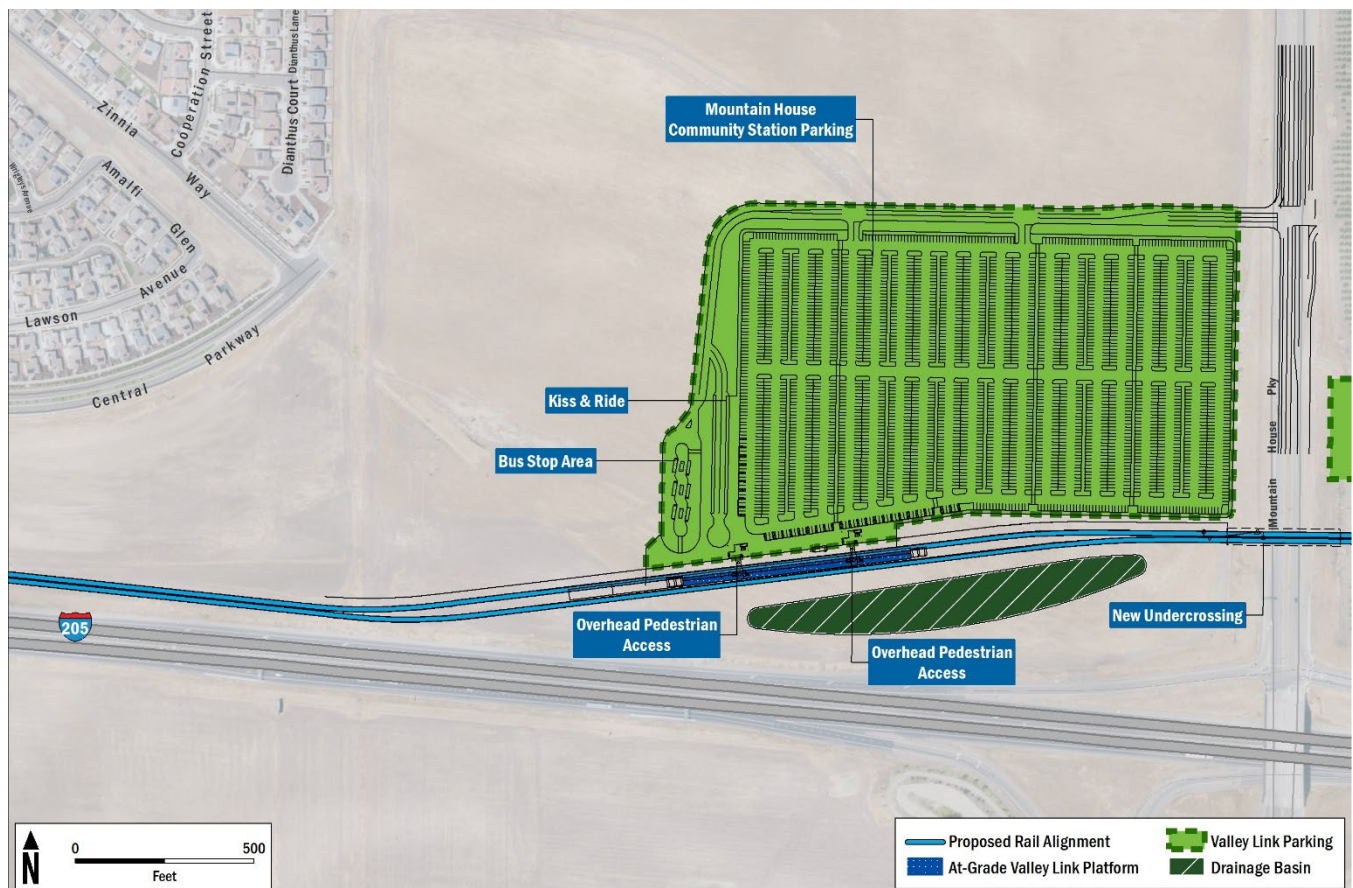 Cooperation Street
Dianthus Lane
Dianthus Court
Zinnia
Way
Wrigleys Avenue
Amalfi
Glen
Avenue
Lawson
Parkway
Central
Mountain House
Community Station Parking
Kiss & Ride
Bus Stop Area
Mountain House Pky
Overhead Pedestrian
Access
Overhead Pedestrian
Access
New Undercrossing
205
N
0 500
Feet
Proposed Rail Alignment
At-Grade Valley Link Platform
Valley Link Parking
Drainage Basin